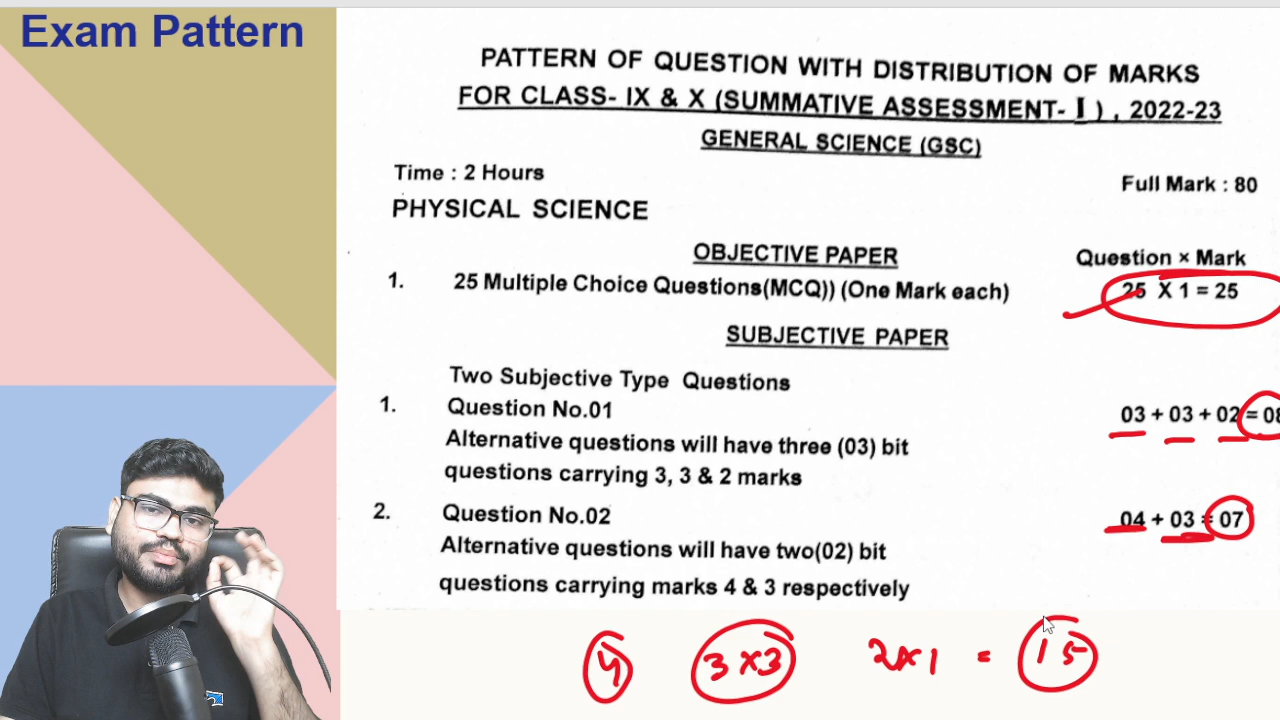 Exam Pattern
PATTERN OF QUESTION WITH DISTRIBUTION OF MARKS
FOR CLASS- IX & X (SUMMATIVE ASSESSMENT- I ) , 2022-23
GENERAL SCIENCE (GSC)
Time : 2 Hours
Full Mark : 80
PHYSICAL SCIENCE
OBJECTIVE PAPER
Question × Mark
1. 25 Multiple Choice Questions(MCQ)) (One Mark each) 25 X 1 = 25
SUBJECTIVE PAPER
Two Subjective Type Questions
1. Question No.01 03 + 03 + 02 = 08
Alternative questions will have three (03) bit
questions carrying 3, 3 & 2 marks
2. Question No.02 04 + 03 = 07
Alternative questions will have two(02) bit
questions carrying marks 4 & 3 respectively
4 3×3 2×1 = 15